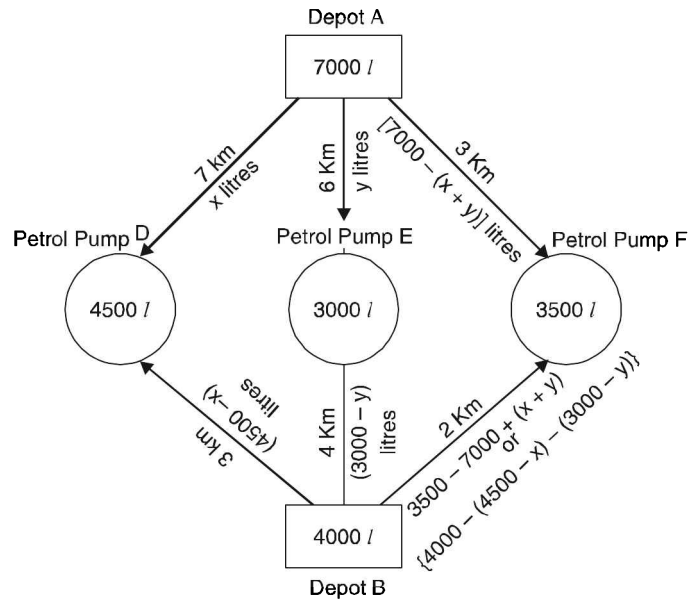 Depot A
7000 l
7 km
x litres
6 Km
y litres
3 Km
[7000 – (x + y)] litres
Petrol Pump D
Petrol Pump E
Petrol Pump F
4500 l
3000 l
3500 l
(4500 –x)
litres
3 km
4 Km
(3000 – y)
litres
2 Km
3500 – 7000 + (x + y)
or
{4000 – (4500 – x) – (3000 – y)}
4000 l
Depot B